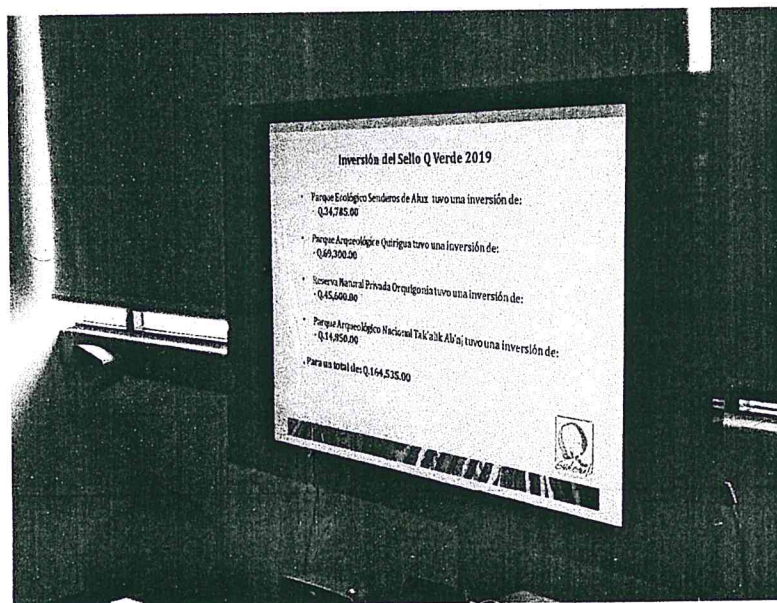 Inversión del Sello Q Verde 2019
• Parque Ecológico Senderos de Alux tuvo una inversión de:
- Q.34,785.00
• Parque Arqueológico Quirigua tuvo una inversión de:
- Q.69,300.00
• Reserva Natural Privada Orquigonia tuvo una inversión de:
- Q.45,600.00
• Parque Arqueológico Nacional Tak'alik Ab'aj tuvo una inversión de:
- Q.14,850.00
. Para un total de: Q.164,535.00
Q